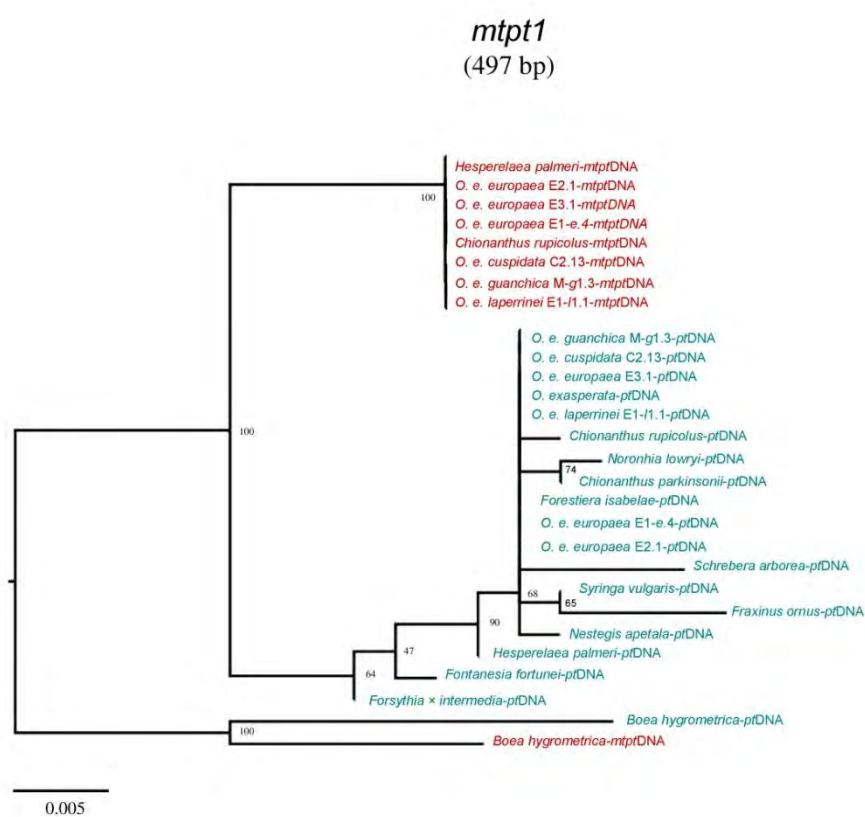 mtpt1
(497 bp)
Hesperelaea palmeri-mtptDNA
O. e. europaea E2.1-mtptDNA
O. e. europaea E3.1-mtptDNA
100
O. e. europaea E1-e.4-mtptDNA
Chionanthus rupicolus-mtptDNA
O. e. cuspidata C2.13-mtptDNA
O. e. guanchica M-g1.3-mtptDNA
O. e. laperrinei E1-l1.1-mtptDNA
O. e. guanchica M-g1.3-ptDNA
O. e. cuspidata C2.13-ptDNA
O. e. europaea E3.1-ptDNA
O. exasperata-ptDNA
O. e. laperrinei E1-l1.1-ptDNA
100
Chionanthus rupicolus-ptDNA
Noronhia lowryi-ptDNA
74
Chionanthus parkinsonii-ptDNA
Forestiera isabelae-ptDNA
O. e. europaea E1-e.4-ptDNA
O. e. europaea E2.1-ptDNA
Schrebera arborea-ptDNA
Syringa vulgaris-ptDNA
68
65
Fraxinus ornus-ptDNA
90
Nestegis apetala-ptDNA
47
Hesperelaea palmeri-ptDNA
64
Fontanesia fortunei-ptDNA
Forsythia × intermedia-ptDNA
Boea hygrometrica-ptDNA
100
Boea hygrometrica-mtptDNA
0.005